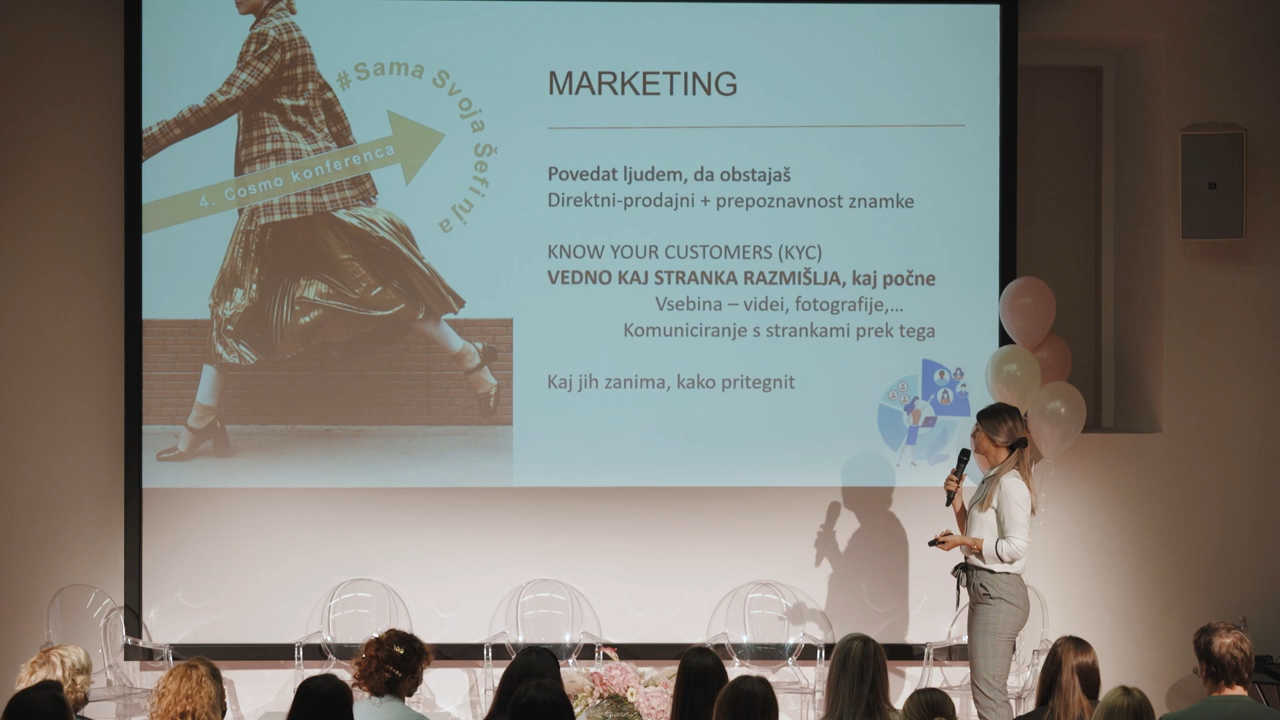 #Sama Svoja Šefinja
4. Cosmo konferenca
MARKETING
Povedat ljudem, da obstajaš
Direktni-prodajni + prepoznavnost znamke
KNOW YOUR CUSTOMERS (KYC)
VEDNO KAJ STRANKA RAZMIŠLJA, kaj počne
Vsebina – videi, fotografije,...
Komuniciranje s strankami prek tega
Kaj jih zanima, kako pritegnit